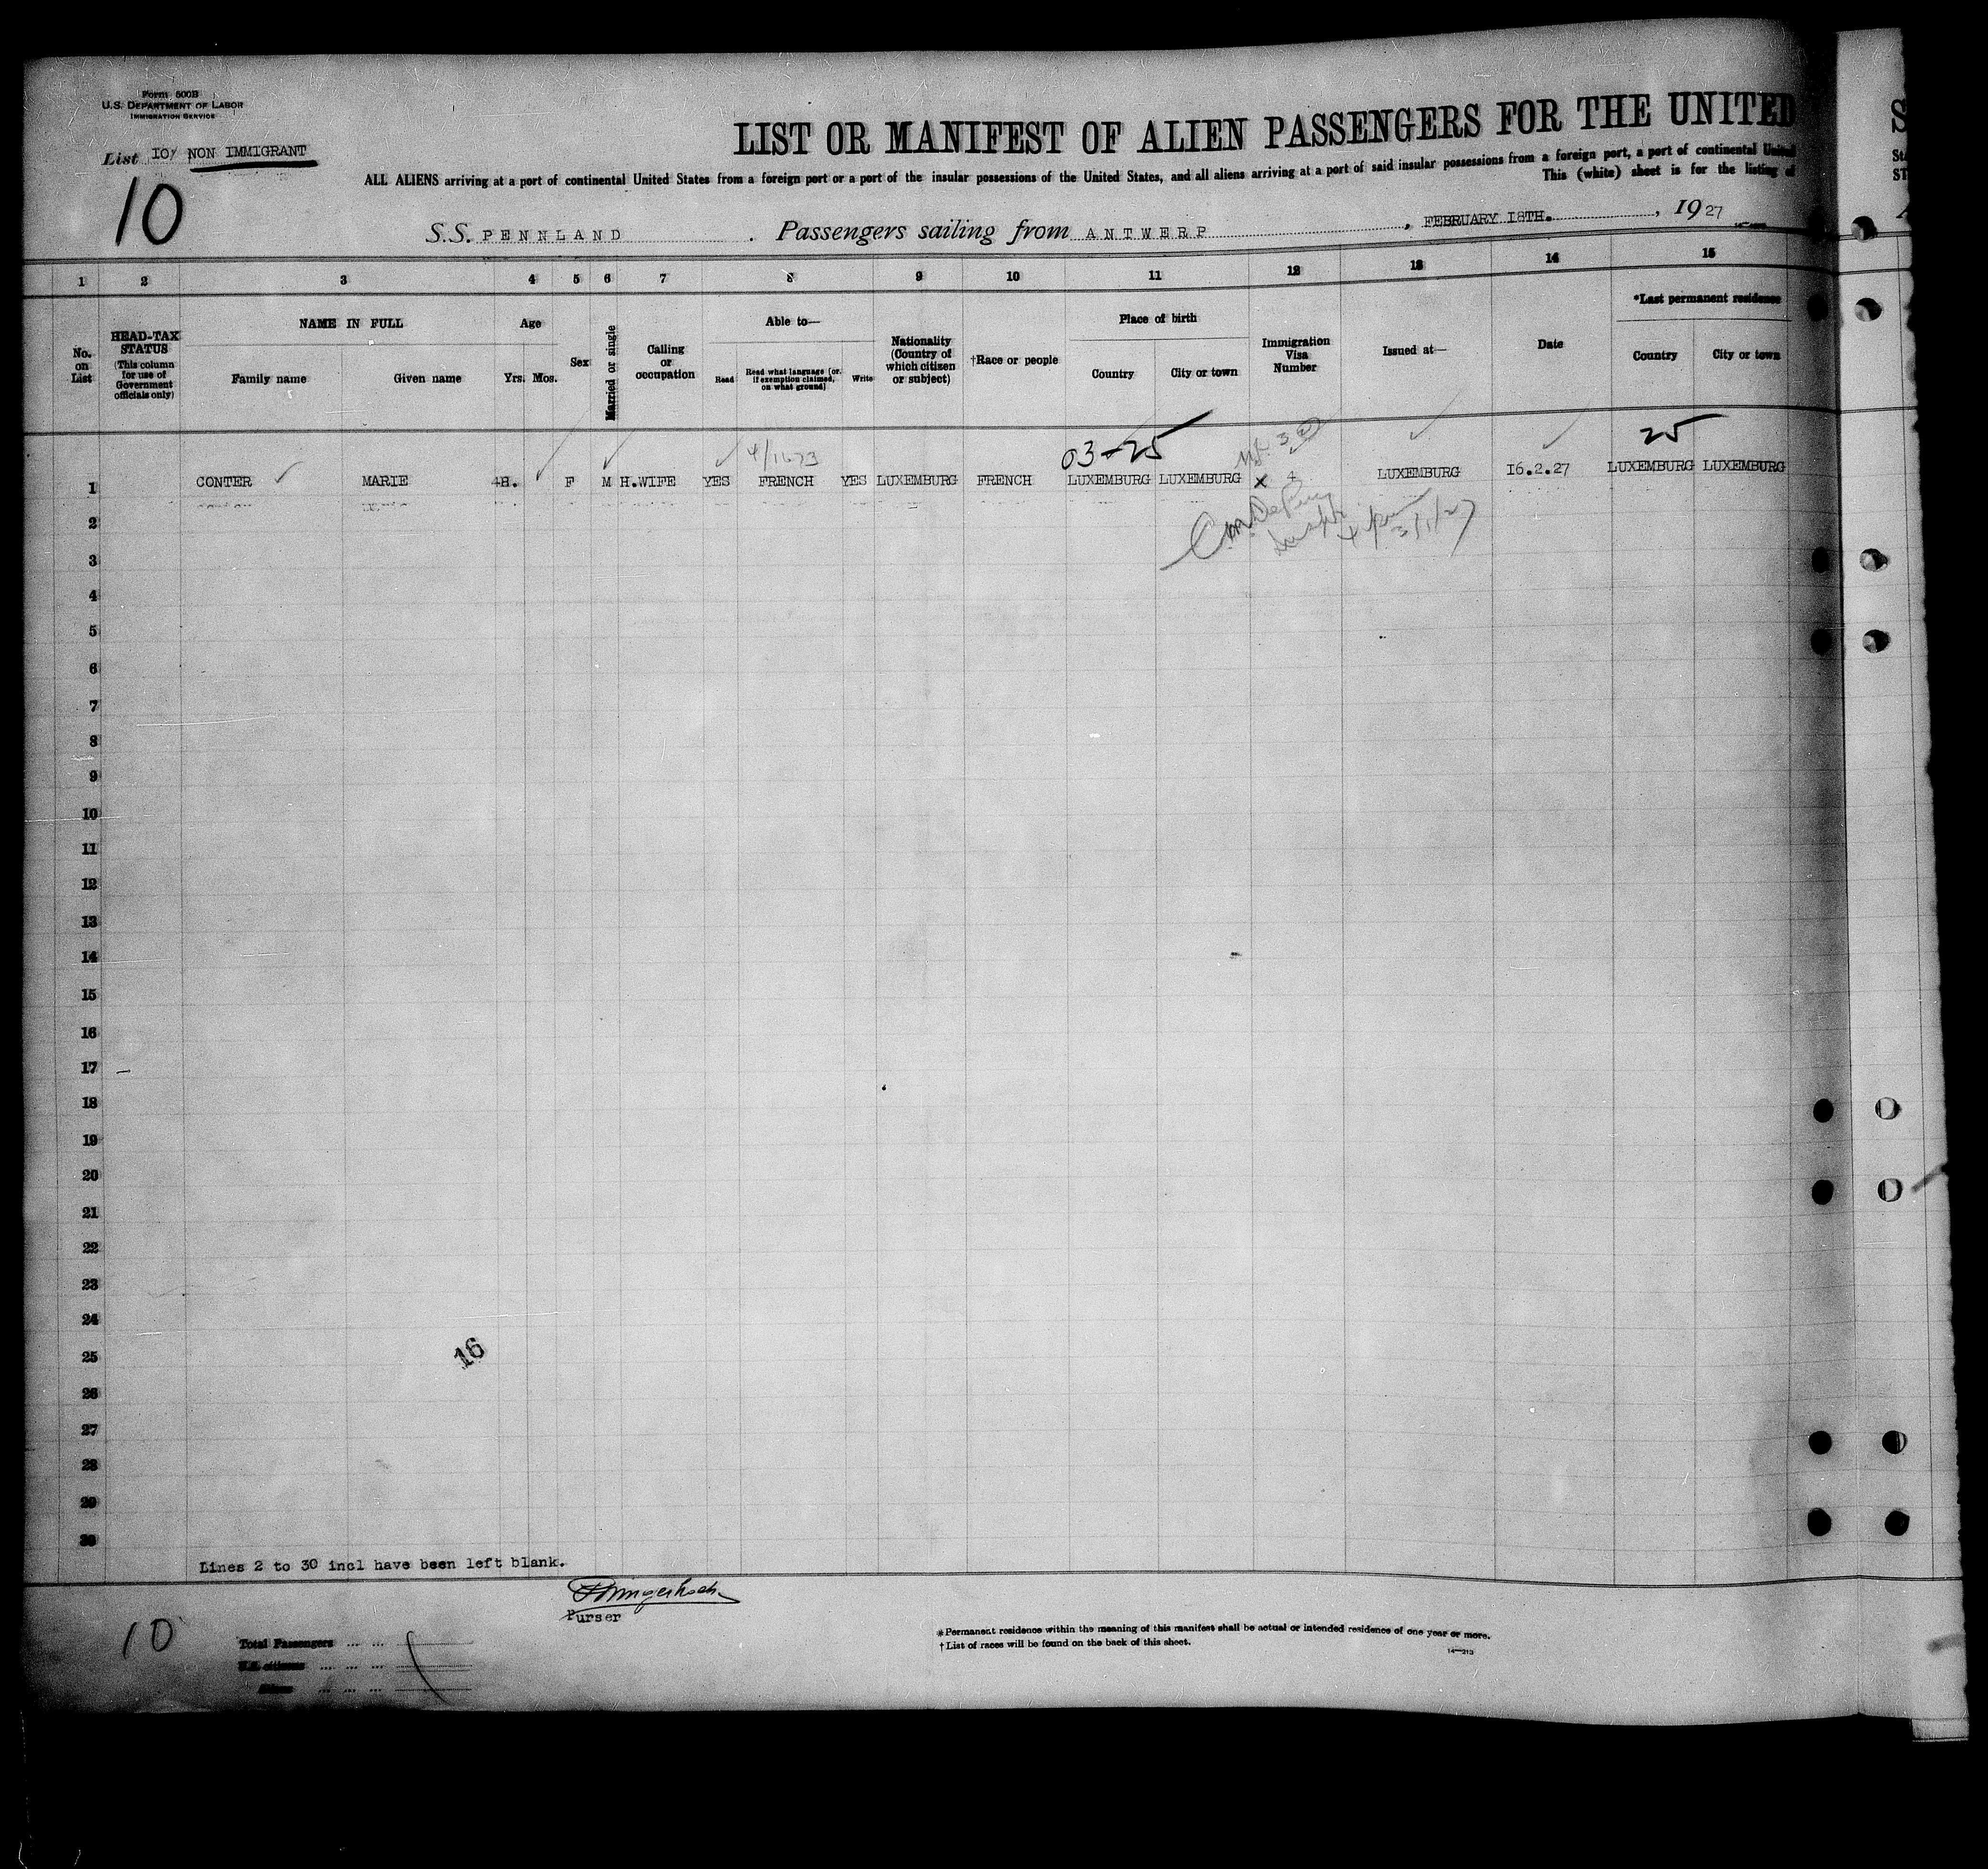 Form 500B
U.S. DEPARTMENT OF LABOR
IMMIGRATION SERVICE
List 10/ NON IMMIGRANT
10
LIST OR MANIFEST OF ALIEN PASSENGERS FOR THE UNITED
ALL ALIENS arriving at a port of continental United States from a foreign port or a port of the insular possessions of the United States, and all aliens arriving at a port of said insular possessions from a foreign port, a port of continental United
This (white) sheet is for the listing of
S.S. PENNLAND. Passengers sailing from ANTWERP, FEBRUARY 18TH., 1927
1 2 3 4 5 6 7 8 9 10 11 12 13 14 15
No. on List
HEAD-TAX STATUS (This column for use of Government officials only)
NAME IN FULL Family name Given name
Age Yrs. Mos.
Sex
Married or single
Calling or occupation
Able to— Read Read what language [or, if exemption claimed, on what ground] Write
Nationality (Country of which citizen or subject)
†Race or people
Place of birth Country City or town
Immigration Visa Number
Issued at—
Date
*Last permanent residence Country City or town
03-25 25
1 CONTER MARIE F M H.WIFE YES FRENCH YES LUXEMBURG FRENCH LUXEMBURG LUXEMBURG X LUXEMBURG 16.2.27 LUXEMBURG LUXEMBURG
3/1/27
2
3
4
5
6
7
8
9
10
11
12
13
14
15
16
17
18
19
20
21
22
23
24
16
25
26
27
28
29
30
Lines 2 to 30 incl have been left blank.
Purser
10
Total Passengers ... ...
U.S. citizens ... ... ...
Aliens ... ... ...
*Permanent residence within the meaning of this manifest shall be actual or intended residence of one year or more.
†List of races will be found on the back of this sheet.
14—213